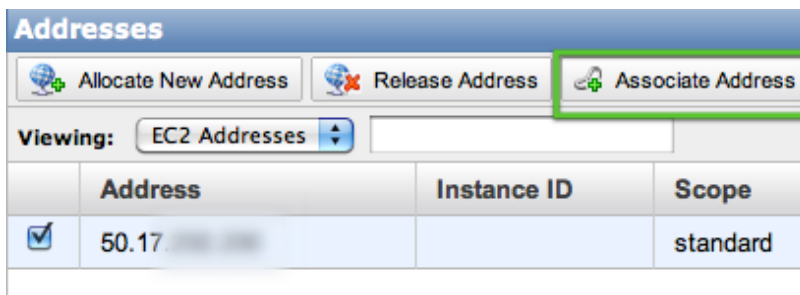 Addresses
Allocate New Address Release Address Associate Address
Viewing: EC2 Addresses
Address Instance ID Scope
50.17. standard